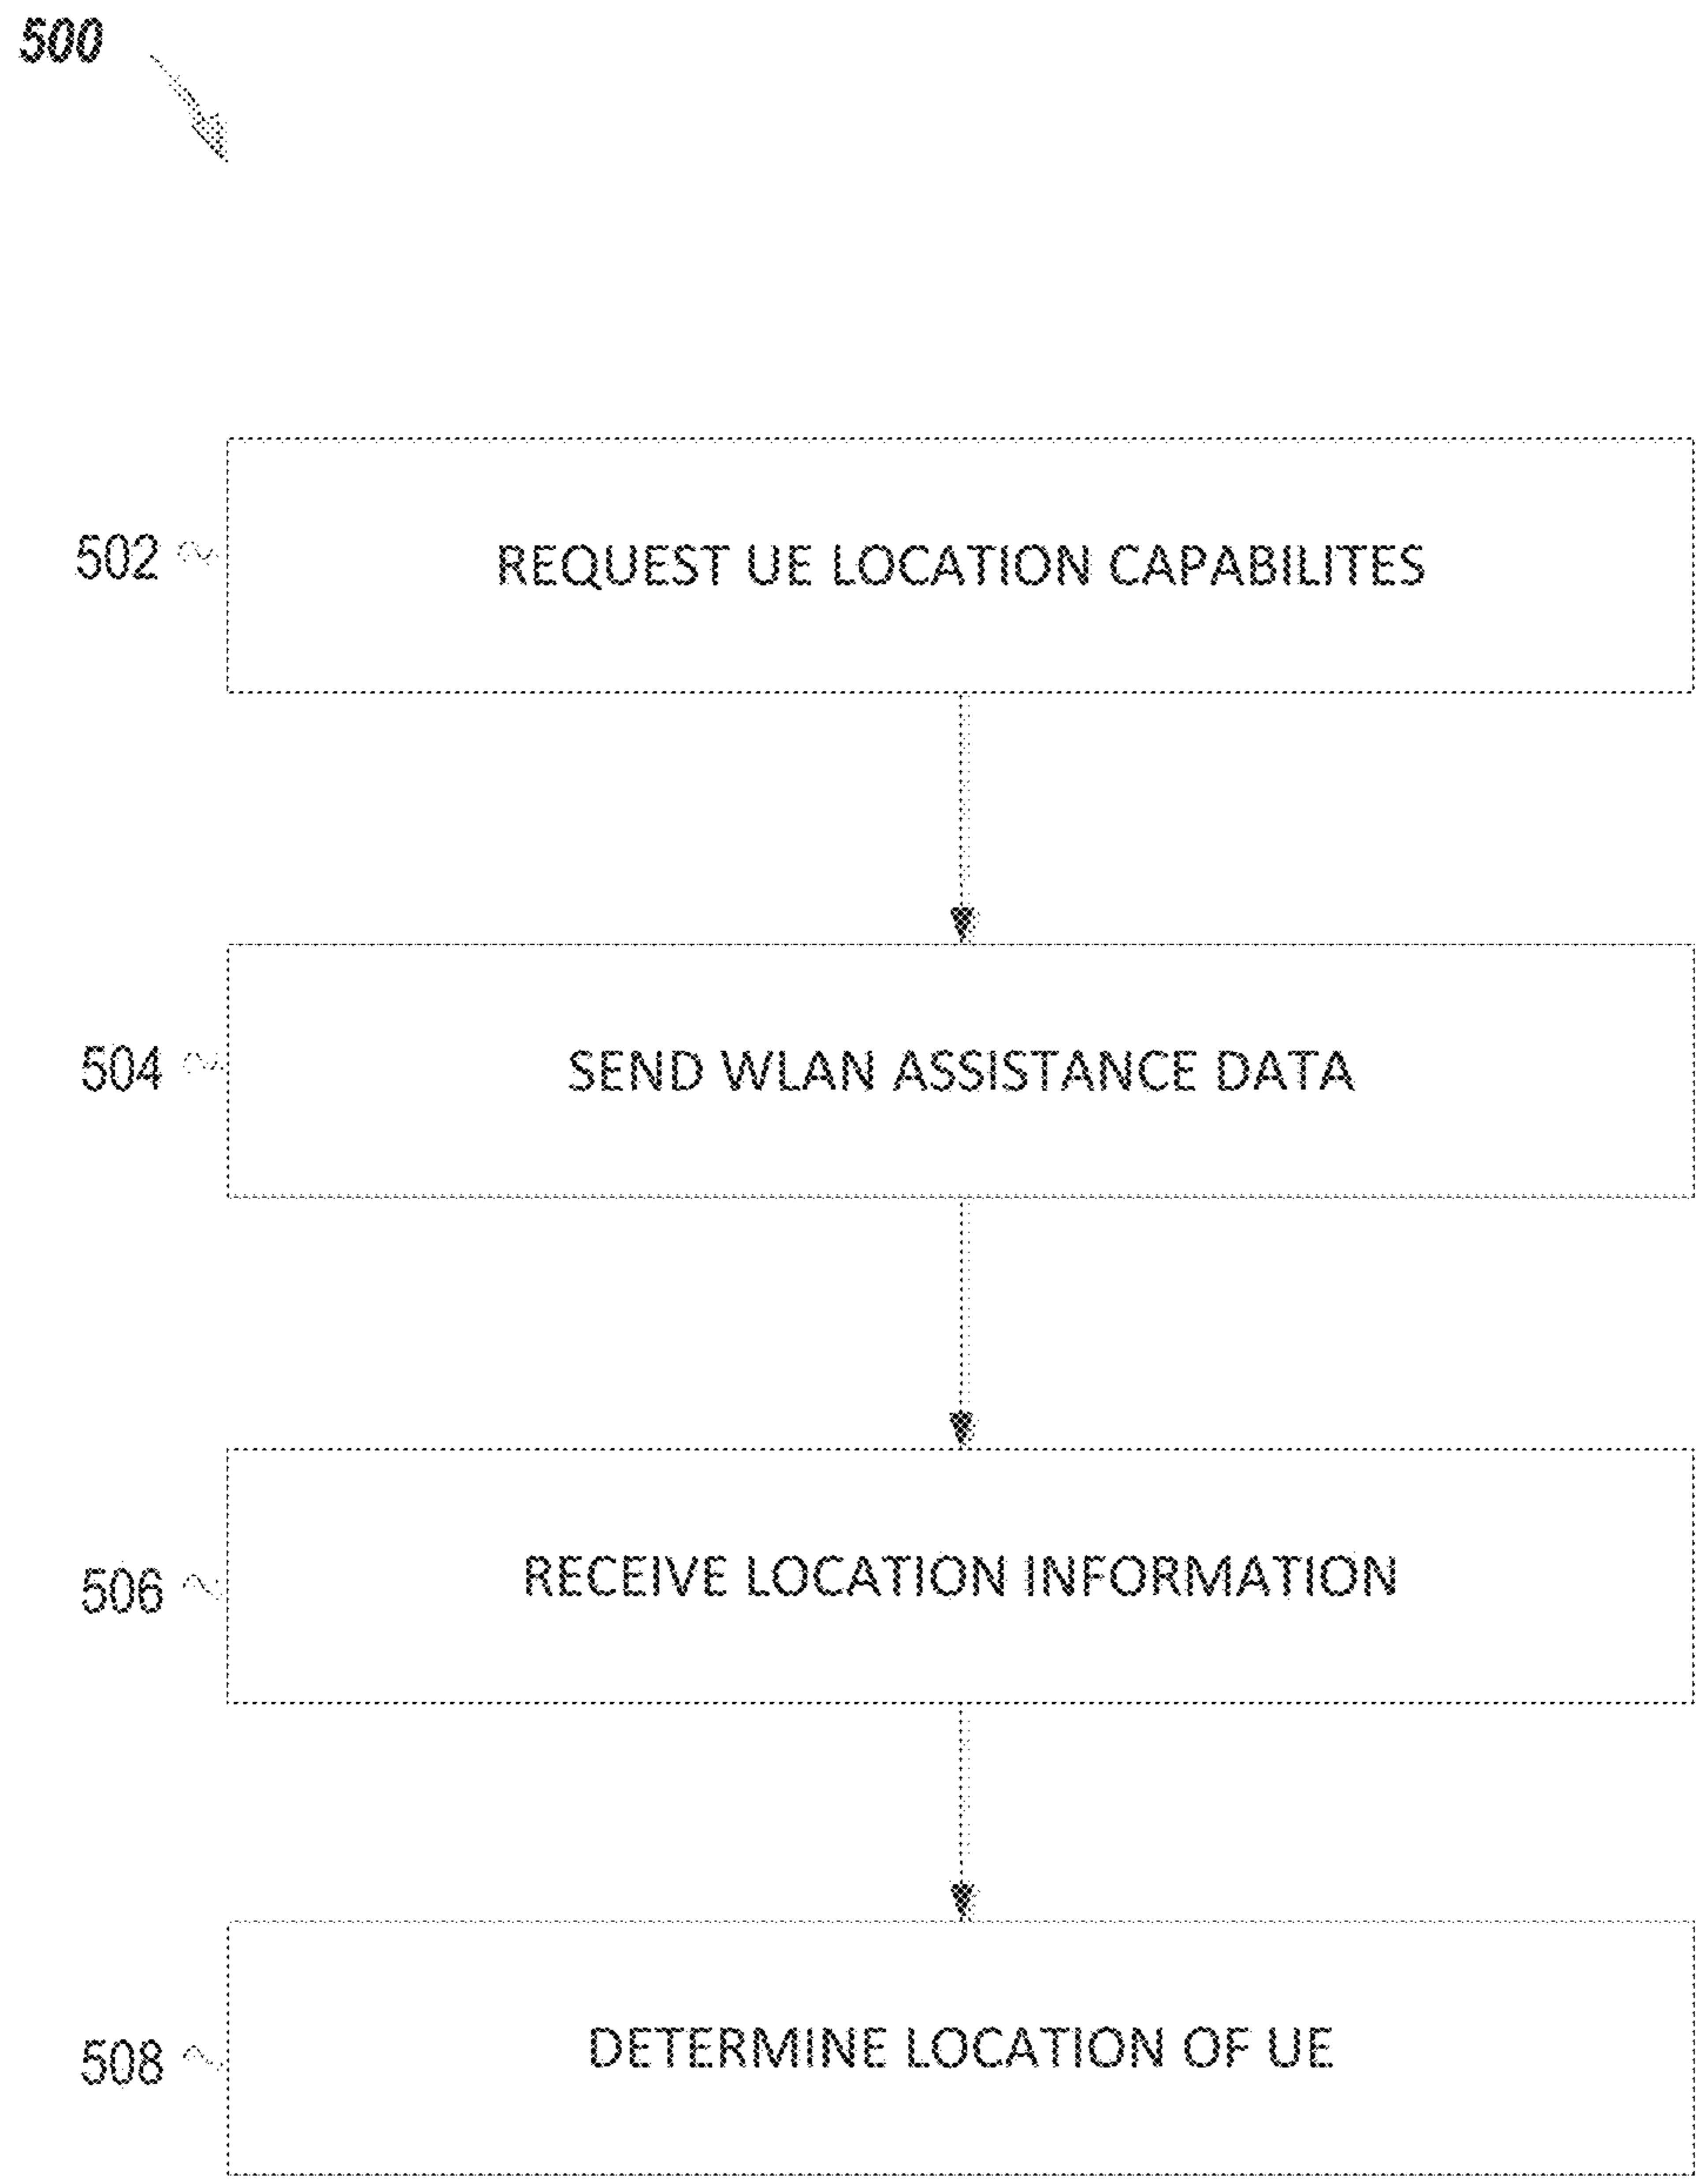 500
502 REQUEST UE LOCATION CAPABILITES
504 SEND WLAN ASSISTANCE DATA
506 RECEIVE LOCATION INFORMATION
508 DETERMINE LOCATION OF UE